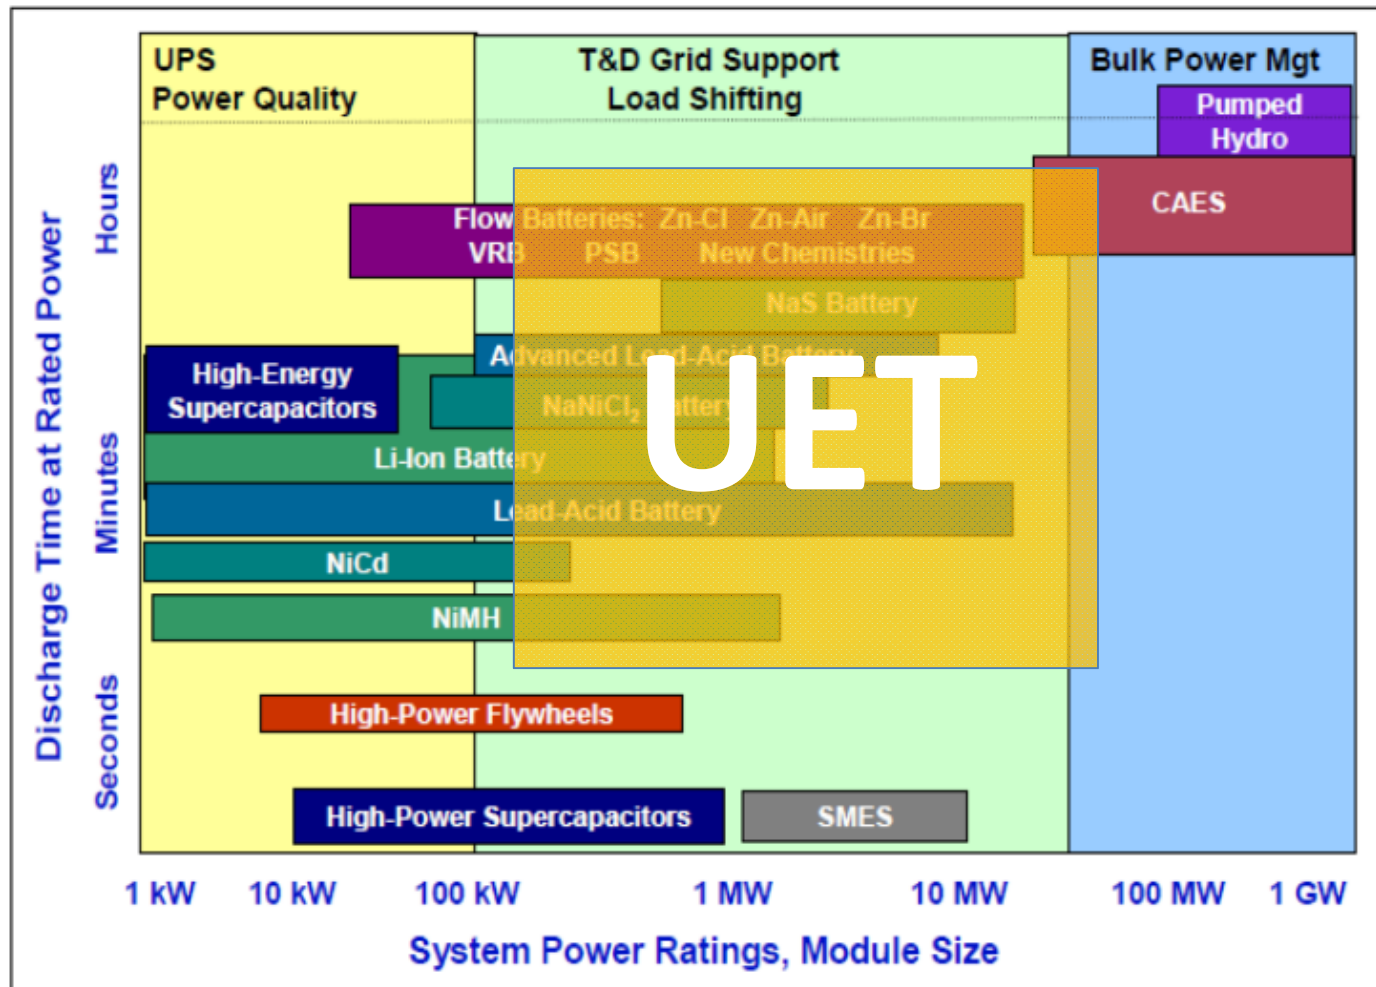 UPS
Power Quality
T&D Grid Support
Load Shifting
Bulk Power Mgt
Pumped
Hydro
CAES
Flow Batteries: Zn-Cl Zn-Air Zn-Br
VRB PSB New Chemistries
NaS Battery
Advanced Lead-Acid Battery
High-Energy
Supercapacitors
NaNiCl₂ Battery
UET
Li-Ion Battery
Lead-Acid Battery
NiCd
NiMH
High-Power Flywheels
High-Power Supercapacitors
SMES
Discharge Time at Rated Power
Hours
Minutes
Seconds
1 kW 10 kW 100 kW 1 MW 10 MW 100 MW 1 GW
System Power Ratings, Module Size